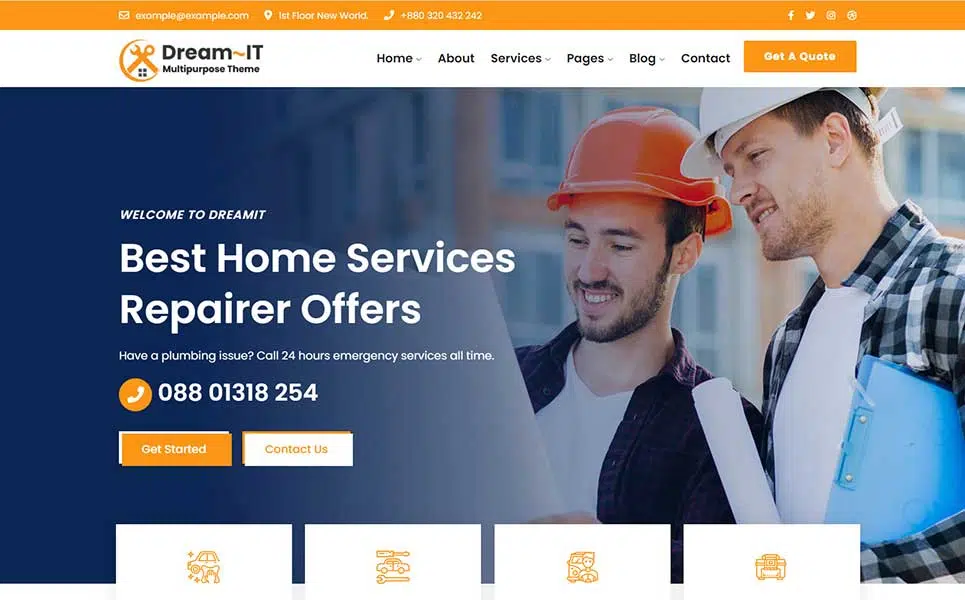 example@example.com 1st Floor New World. +880 320 432 242
Dream~IT
Multipurpose Theme
Home About Services Pages Blog Contact Get A Quote
WELCOME TO DREAMIT
Best Home Services
Repairer Offers
Have a plumbing issue? Call 24 hours emergency services all time.
088 01318 254
Get Started Contact Us